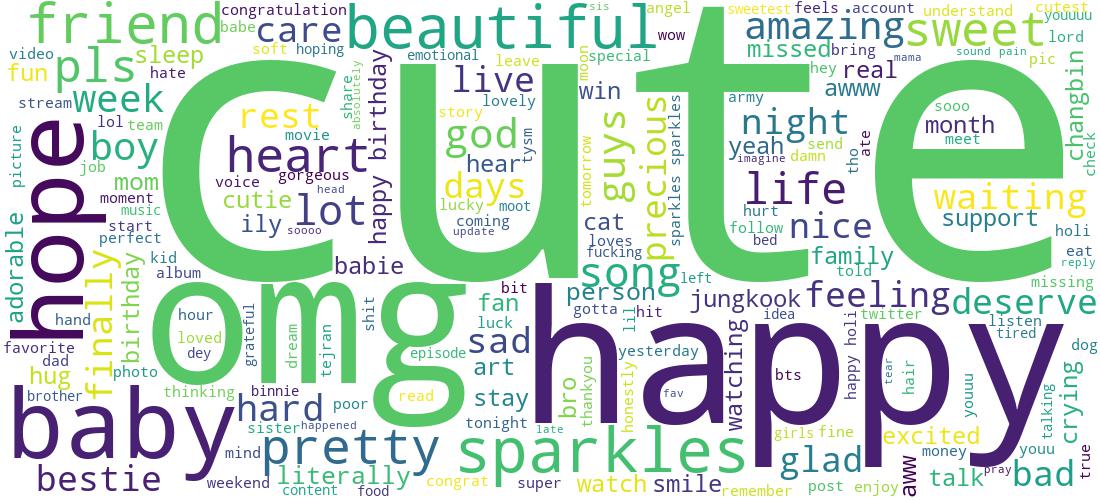 friend
congratulation
babe
care
beautiful
sis
angel
wow
sweetest
feels
account
understand
cutest
youuuu
amazing
sweet
lord
video
fun
pls
sleep
hate
soft
hoping
emotional
leave
moon
special
missed
bring
hey
real
mama
sound pain
pic
stream
week
share
absolutely
happy birthday
live
lovely
win
army
awww
changbin
cute
lol
team
rest
movie
story
god
tysm
hear
guys
precious
sparkles sparkles
night
yeah
imagine
send
damn
tho
ate
sooo
month
meet
check
picture
hope
boy
job
heart
gorgeous
voice
head
mom
moment
music
cutie
ily
lot
soooo
days
lucky
moot
coming
update
tomorrow
cat
loves
fucking
life
hurt
follow
bed
nice
waiting
support
holi
start
perfect
adorable
finally
birthday
kid
album
babie
song
left
family
told
eat
reply
missing
omg
bit
fan
luck
person
gotta
lil
hit
jungkook
feeling
deserve
idea
twitter
listen
tired
hand
hour
loved
dey
grateful
dream
tejran
shit
episode
sad
happy
yesterday
watching
bts
happy holi
tear
hair
dog
favorite
dad
hug
brother
photo
thinking
binnie
read
art
stay
bro
thankyou
honestly
fav
youuu
talking
crying
baby
hard
poor
sister
happened
tonight
late
girls
fine
excited
bestie
mind
weekend
pretty
literally
content
food
sparkles
congrat
super
watch
smile
remember
glad
post
enjoy
aww
money
talk
pray
youu
bad
true